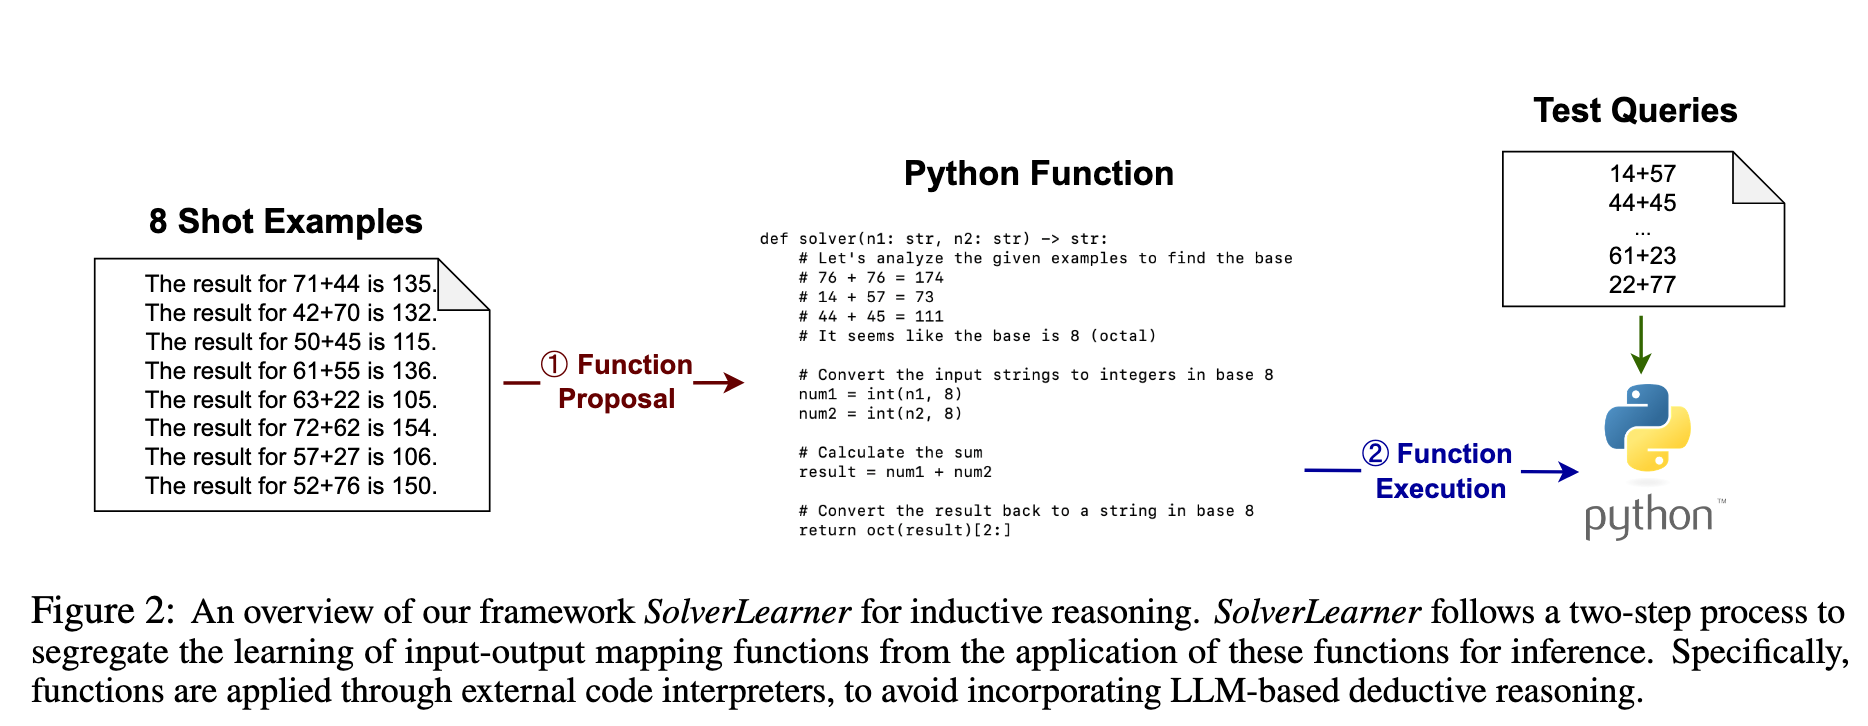 8 Shot Examples
The result for 71+44 is 135.
The result for 42+70 is 132.
The result for 50+45 is 115.
The result for 61+55 is 136.
The result for 63+22 is 105.
The result for 72+62 is 154.
The result for 57+27 is 106.
The result for 52+76 is 150.
① Function
Proposal
Python Function
def solver(n1: str, n2: str) -> str:
# Let's analyze the given examples to find the base
# 76 + 76 = 174
# 14 + 57 = 73
# 44 + 45 = 111
# It seems like the base is 8 (octal)
# Convert the input strings to integers in base 8
num1 = int(n1, 8)
num2 = int(n2, 8)
# Calculate the sum
result = num1 + num2
# Convert the result back to a string in base 8
return oct(result)[2:]
② Function
Execution
Test Queries
14+57
44+45
...
61+23
22+77
python™
Figure 2: An overview of our framework SolverLearner for inductive reasoning. SolverLearner follows a two-step process to
segregate the learning of input-output mapping functions from the application of these functions for inference. Specifically,
functions are applied through external code interpreters, to avoid incorporating LLM-based deductive reasoning.